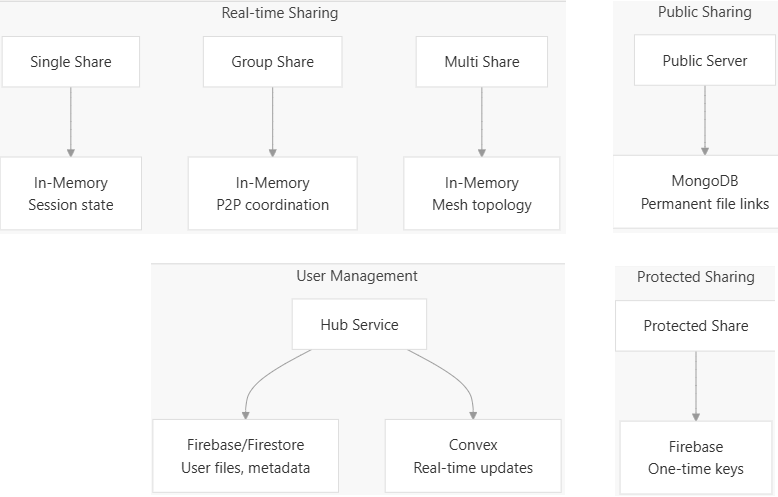 Real-time Sharing
Single Share
Group Share
Multi Share
In-Memory
Session state
In-Memory
P2P coordination
In-Memory
Mesh topology
Public Sharing
Public Server
MongoDB
Permanent file links
User Management
Hub Service
Firebase/Firestore
User files, metadata
Convex
Real-time updates
Protected Sharing
Protected Share
Firebase
One-time keys